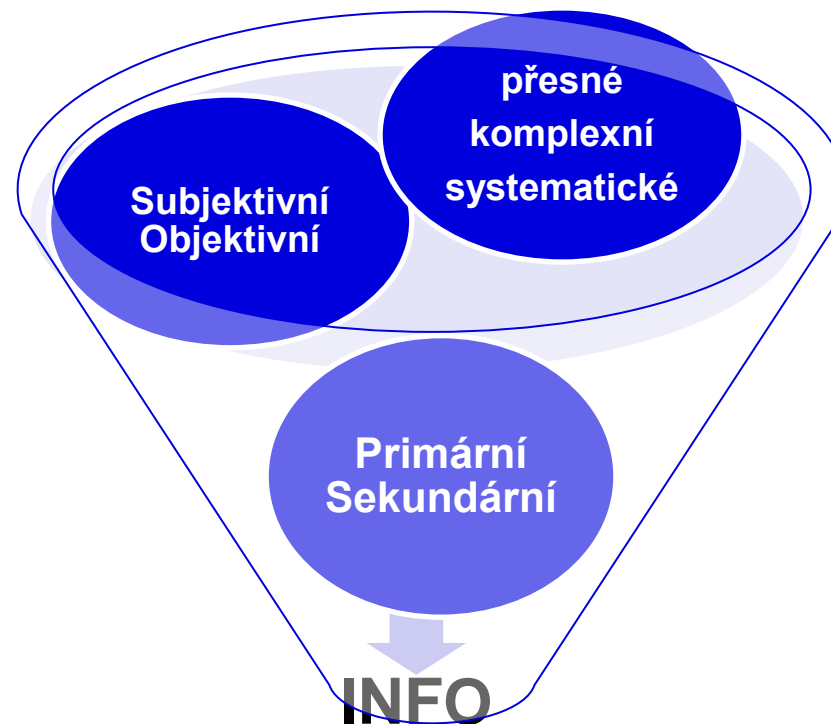 přesné
komplexní
systematické
Subjektivní
Objektivní
Primární
Sekundární
INFO